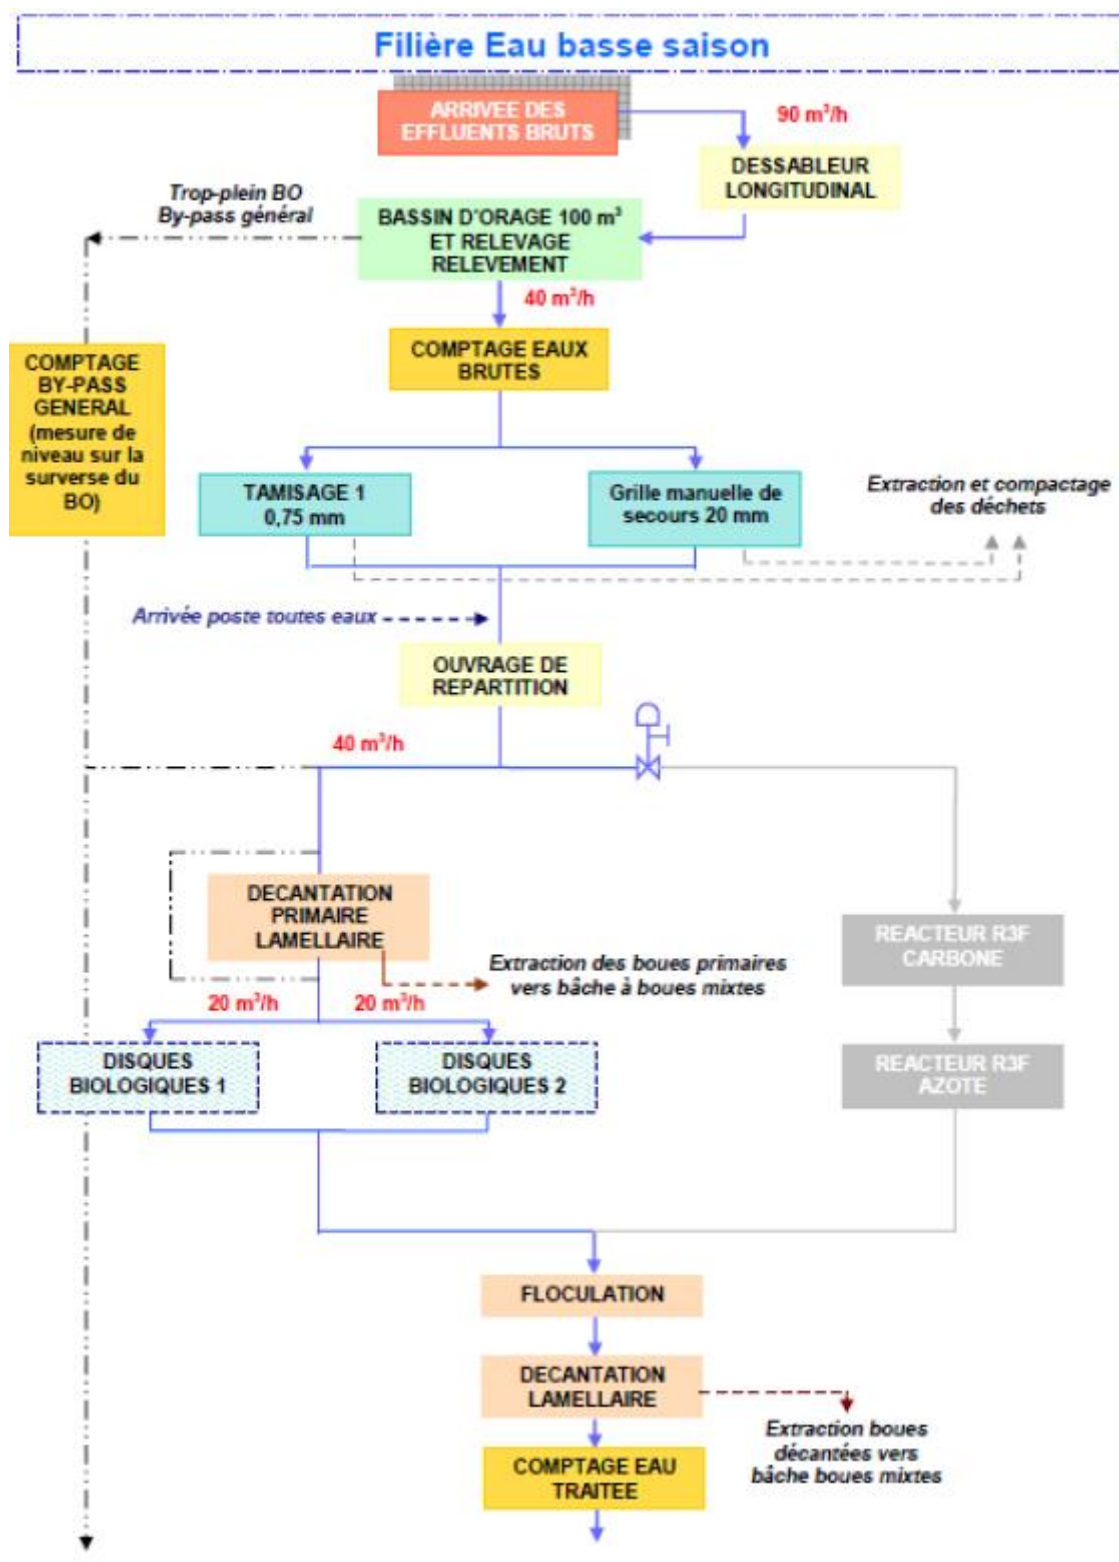 Filière Eau basse saison
ARRIVEE DES
EFFLUENTS BRUTS
90 m³/h
DESSABLEUR
LONGITUDINAL
Trop-plein BO
By-pass général
BASSIN D'ORAGE 100 m³
ET RELEVAGE
RELEVEMENT
40 m³/h
COMPTAGE EAUX
BRUTES
COMPTAGE
BY-PASS
GENERAL
(mesure de
niveau sur la
surverse du
BO)
TAMISAGE 1
0,75 mm
Grille manuelle de
secours 20 mm
Extraction et compactage
des déchets
Arrivée poste toutes eaux
OUVRAGE DE
REPARTITION
40 m³/h
DECANTATION
PRIMAIRE
LAMELLAIRE
REACTEUR R3F
CARBONE
Extraction des boues primaires
vers bâche à boues mixtes
20 m³/h
20 m³/h
DISQUES
BIOLOGIQUES 1
DISQUES
BIOLOGIQUES 2
REACTEUR R3F
AZOTE
FLOCULATION
DECANTATION
LAMELLAIRE
Extraction boues
décantées vers
bâche boues mixtes
COMPTAGE EAU
TRAITEE